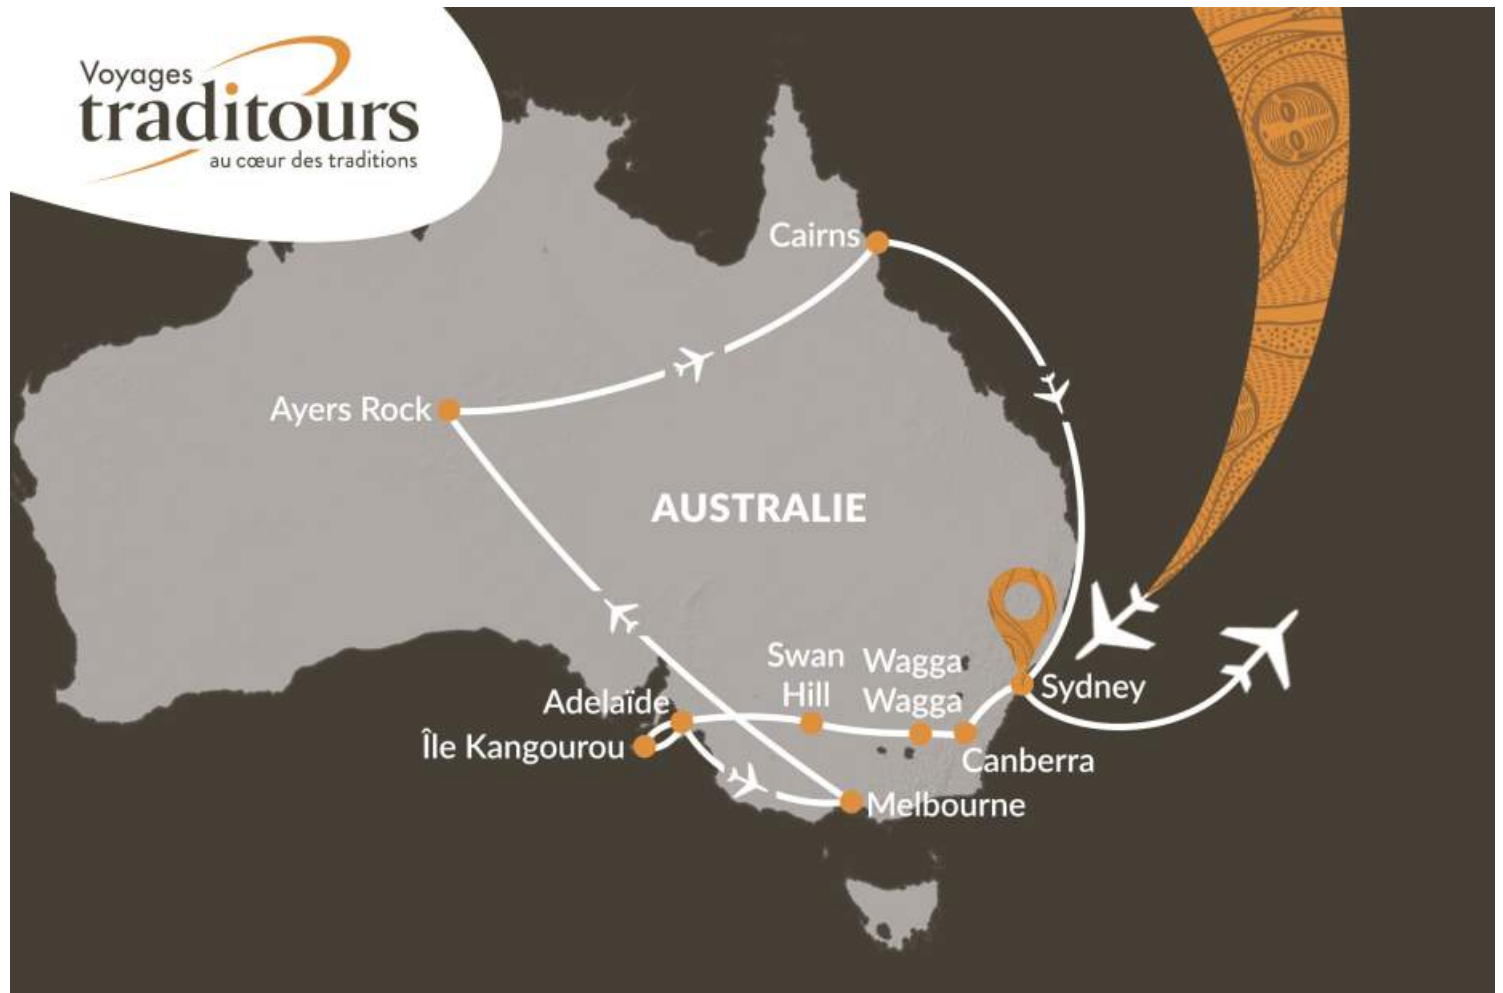 Voyages
traditours
au cœur des traditions
Cairns
Ayers Rock
AUSTRALIE
Swan
Hill
Wagga
Wagga
Sydney
Adelaïde
Île Kangourou
Canberra
Melbourne